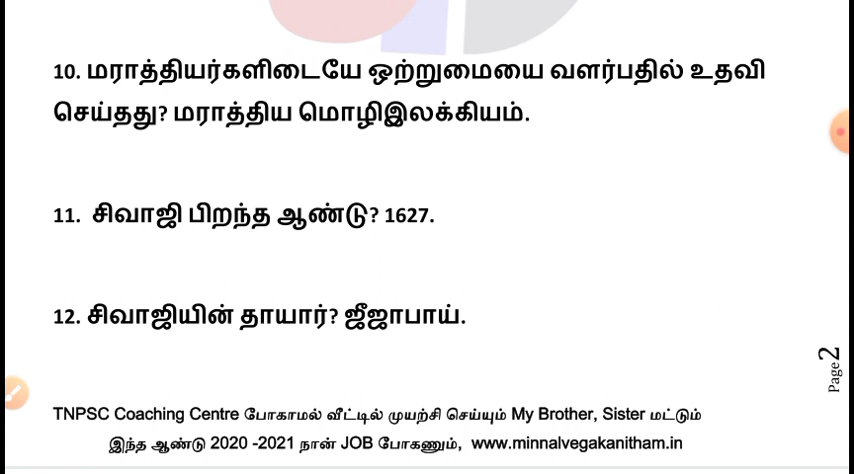 10. மராத்தியர்களிடையே ஒற்றுமையை வளர்பதில் உதவி
செய்தது? மராத்திய மொழிஇலக்கியம்.
11. சிவாஜி பிறந்த ஆண்டு? 1627.
12. சிவாஜியின் தாயார்? ஜீஜாபாய்.
Page2
TNPSC Coaching Centre போகாமல் வீட்டில் முயற்சி செய்யும் My Brother, Sister மட்டும்
இந்த ஆண்டு 2020 -2021 நான் JOB போகணும், www.minnalvegakanitham.in